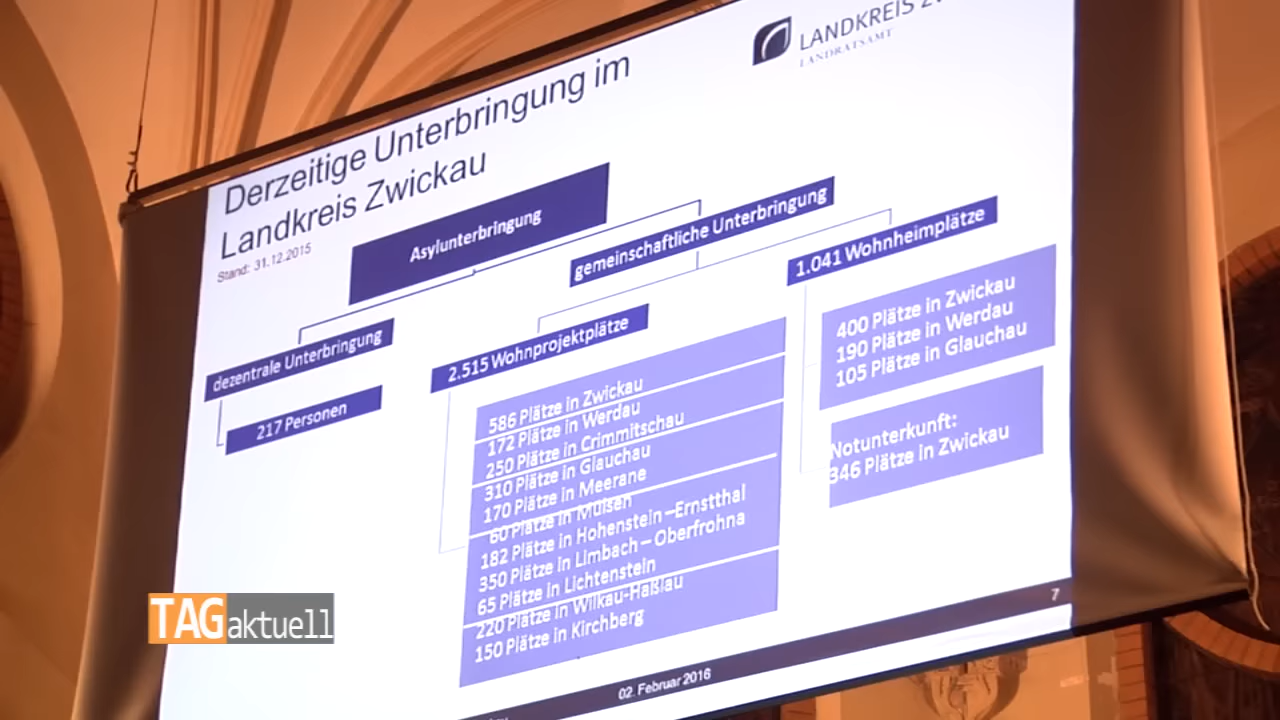 LANDKREIS
LANDRATSAMT
Derzeitige Unterbringung im
Landkreis Zwickau
Stand: 31.12.2015
Asylunterbringung
gemeinschaftliche Unterbringung
1.041 Wohnheimplätze
400 Plätze in Zwickau
190 Plätze in Werdau
105 Plätze in Glauchau
Notunterkunft:
346 Plätze in Zwickau
dezentrale Unterbringung
217 Personen
2.515 Wohnprojektplätze
586 Plätze in Zwickau
172 Plätze in Werdau
250 Plätze in Crimmitschau
310 Plätze in Glauchau
170 Plätze in Meerane
60 Plätze in Mülsen
182 Plätze in Hohenstein –Ernstthal
350 Plätze in Limbach – Oberfrohna
65 Plätze in Lichtenstein
220 Plätze in Wilkau-Haßlau
150 Plätze in Kirchberg
02. Februar 2016
7
TAG aktuell